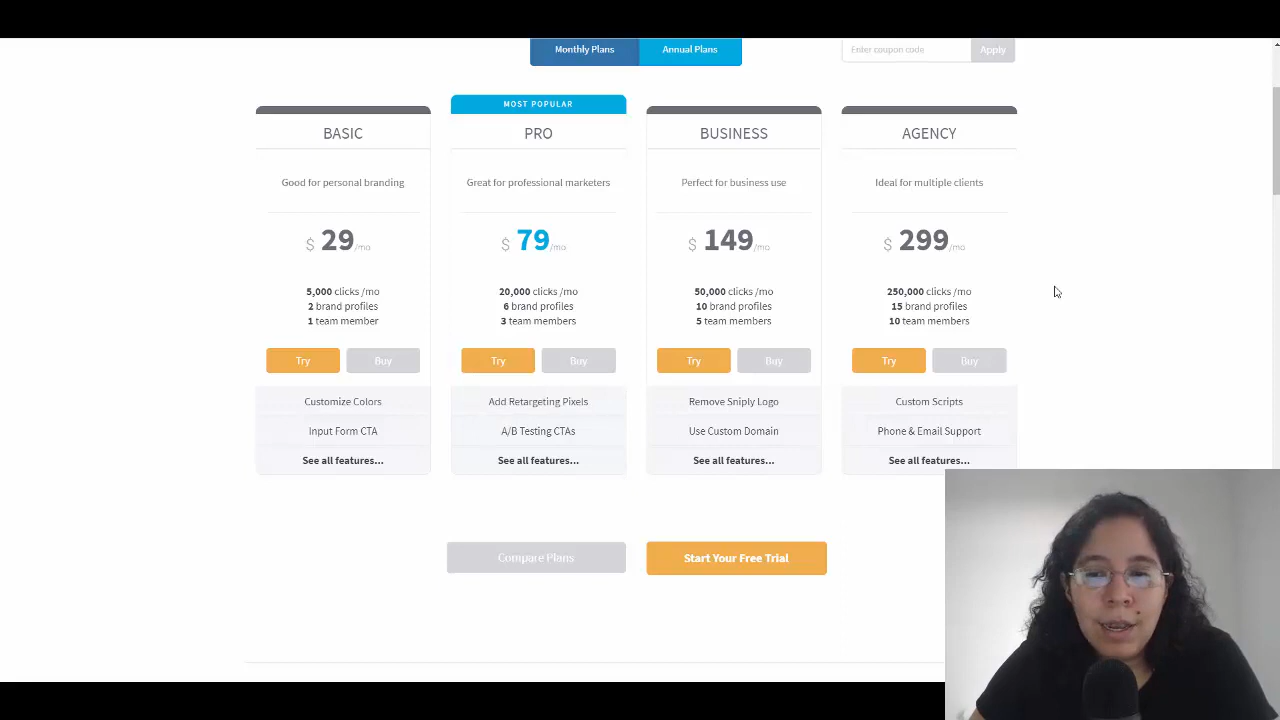 Monthly Plans
Annual Plans
Enter coupon code
Apply
MOST POPULAR
BASIC
PRO
BUSINESS
AGENCY
Good for personal branding
Great for professional marketers
Perfect for business use
Ideal for multiple clients
$ 29/mo
$ 79/mo
$ 149/mo
$ 299/mo
5,000 clicks /mo
2 brand profiles
1 team member
20,000 clicks /mo
6 brand profiles
3 team members
50,000 clicks /mo
10 brand profiles
5 team members
250,000 clicks /mo
15 brand profiles
10 team members
Try
Buy
Try
Buy
Try
Buy
Try
Buy
Customize Colors
Input Form CTA
See all features...
Add Retargeting Pixels
A/B Testing CTAs
See all features...
Remove Sniply Logo
Use Custom Domain
See all features...
Custom Scripts
Phone & Email Support
See all features...
Compare Plans
Start Your Free Trial